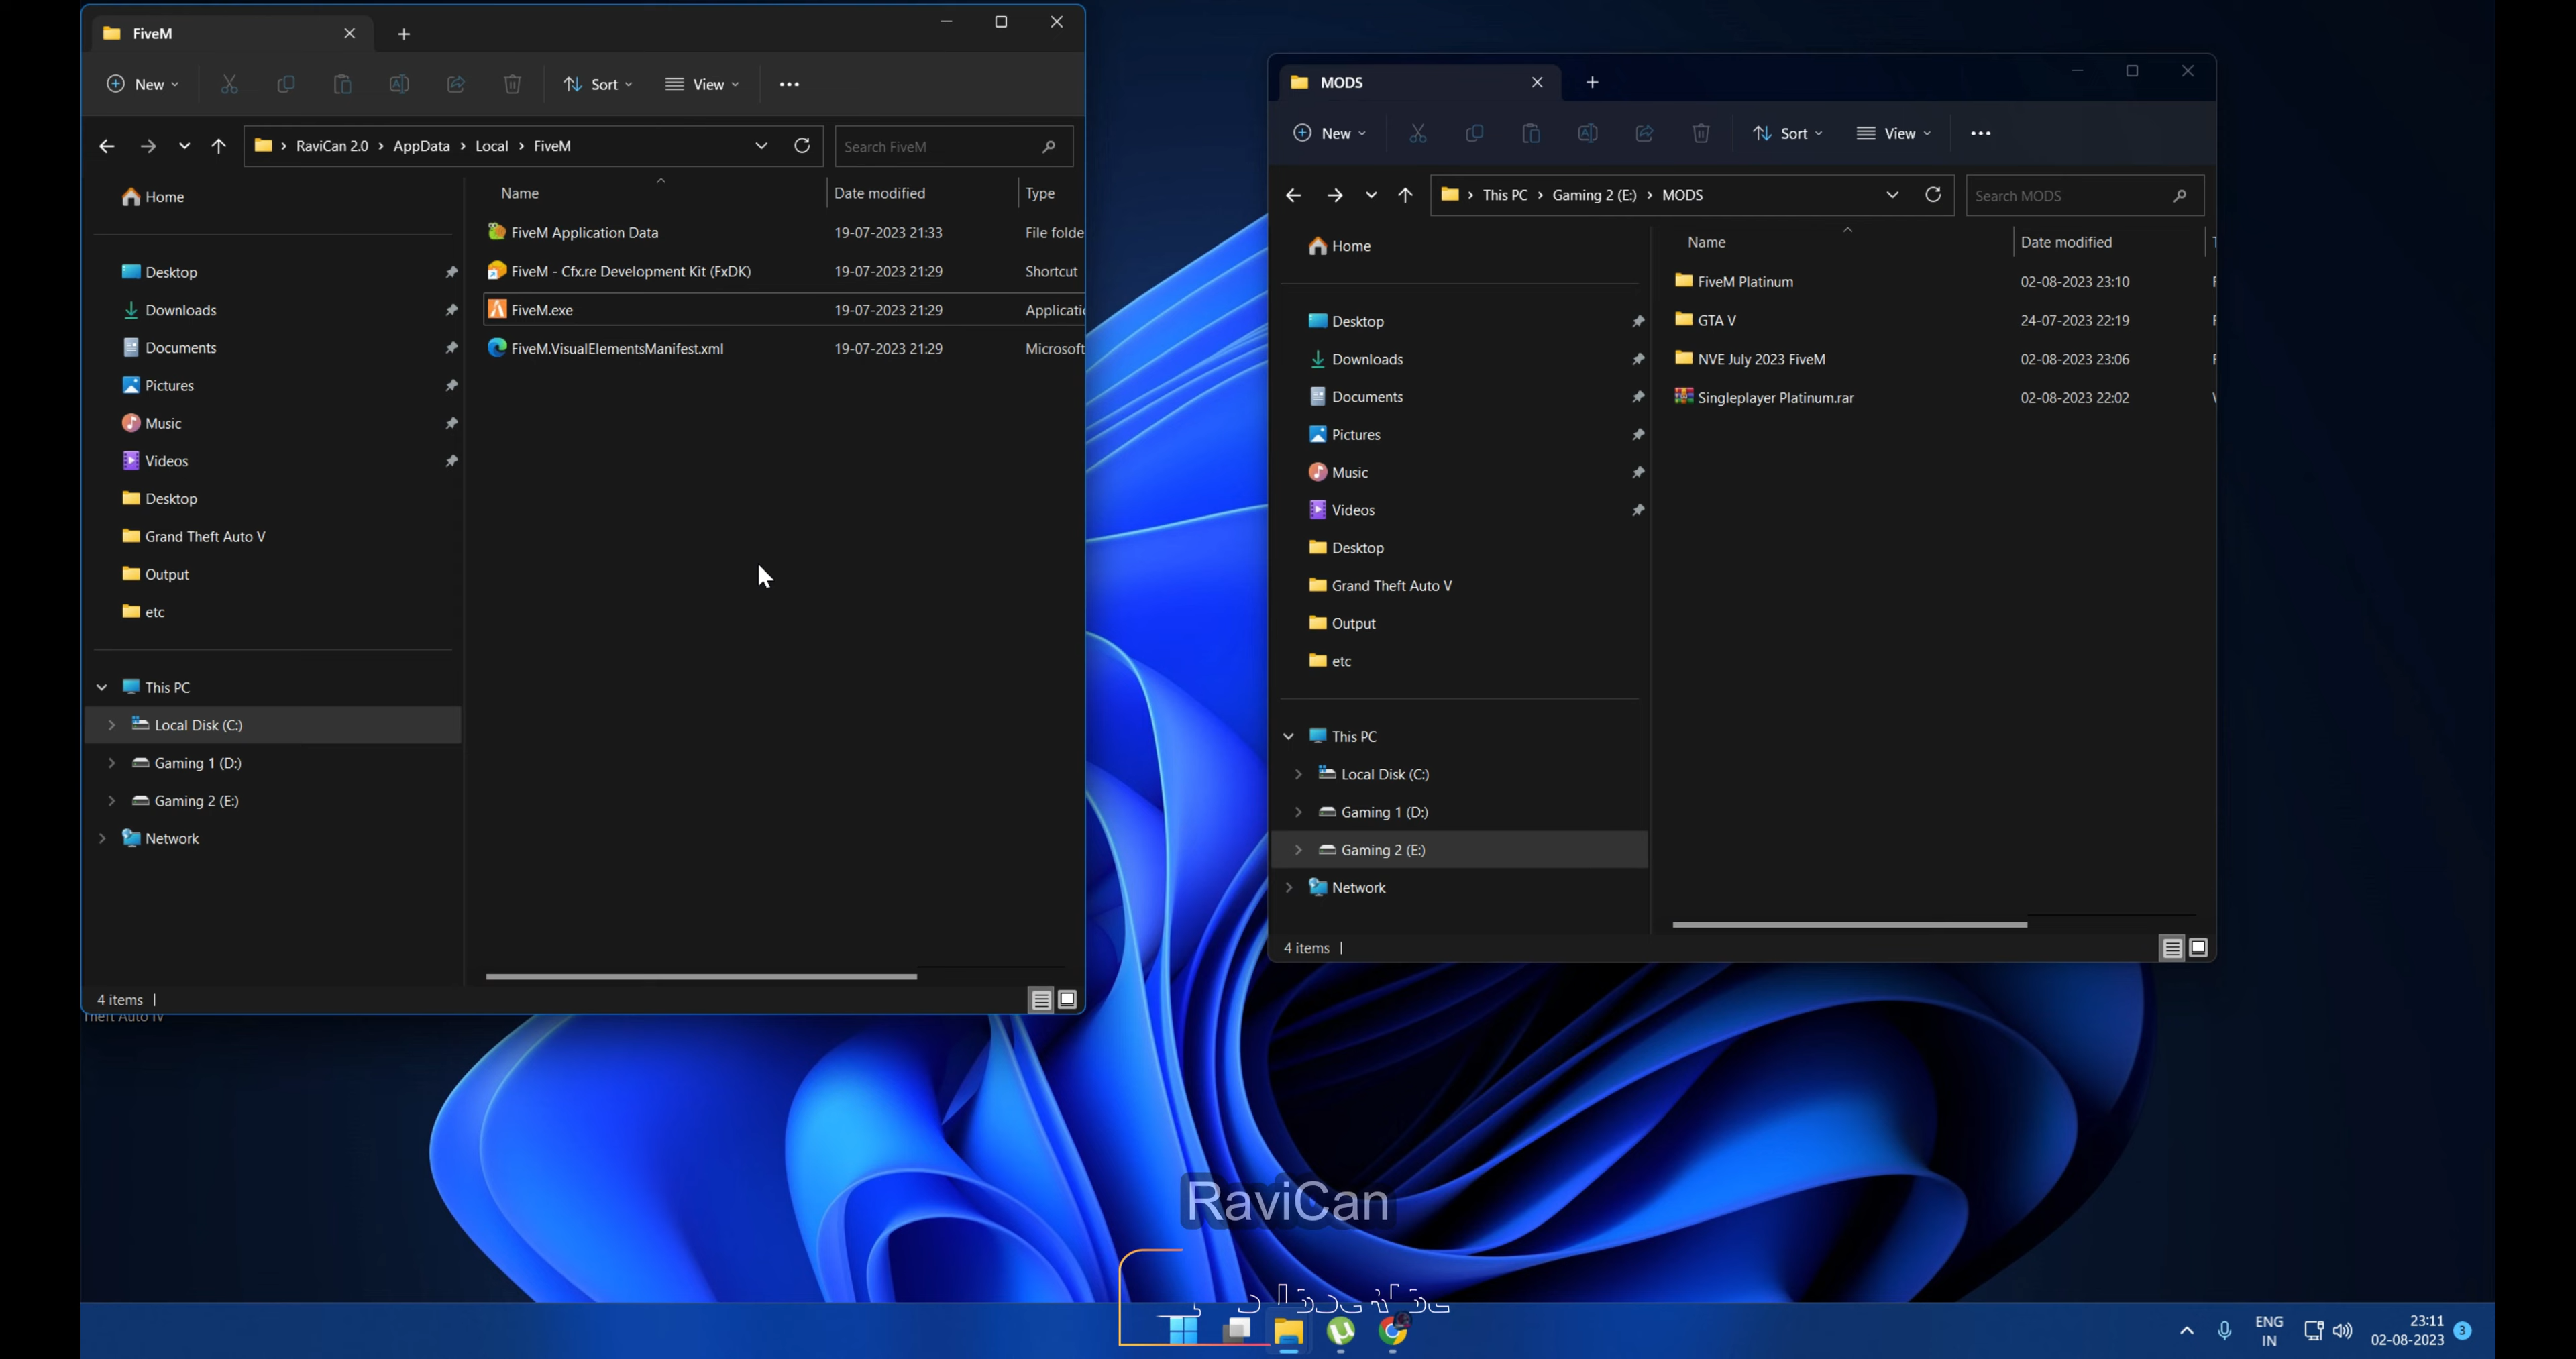 FiveM
New
Sort
View
RaviCan 2.0 > AppData > Local > FiveM
Search FiveM
Name
Date modified
Type
Home
Desktop
Downloads
Documents
Pictures
Music
Videos
Desktop
Grand Theft Auto V
Output
etc
This PC
Local Disk (C:)
Gaming 1 (D:)
Gaming 2 (E:)
Network
FiveM Application Data 19-07-2023 21:33 File folde
FiveM - Cfx.re Development Kit (FxDK) 19-07-2023 21:29 Shortcut
FiveM.exe 19-07-2023 21:29 Applicatio
FiveM.VisualElementsManifest.xml 19-07-2023 21:29 Microsoft
4 items
Theft Auto IV
MODS
New
Sort
View
This PC > Gaming 2 (E:) > MODS
Search MODS
Name
Date modified
Home
Desktop
Downloads
Documents
Pictures
Music
Videos
Desktop
Grand Theft Auto V
Output
etc
This PC
Local Disk (C:)
Gaming 1 (D:)
Gaming 2 (E:)
Network
FiveM Platinum 02-08-2023 23:10
GTA V 24-07-2023 22:19
NVE July 2023 FiveM 02-08-2023 23:06
Singleplayer Platinum.rar 02-08-2023 22:02
4 items
RaviCan
ENG
IN
23:11
02-08-2023
3